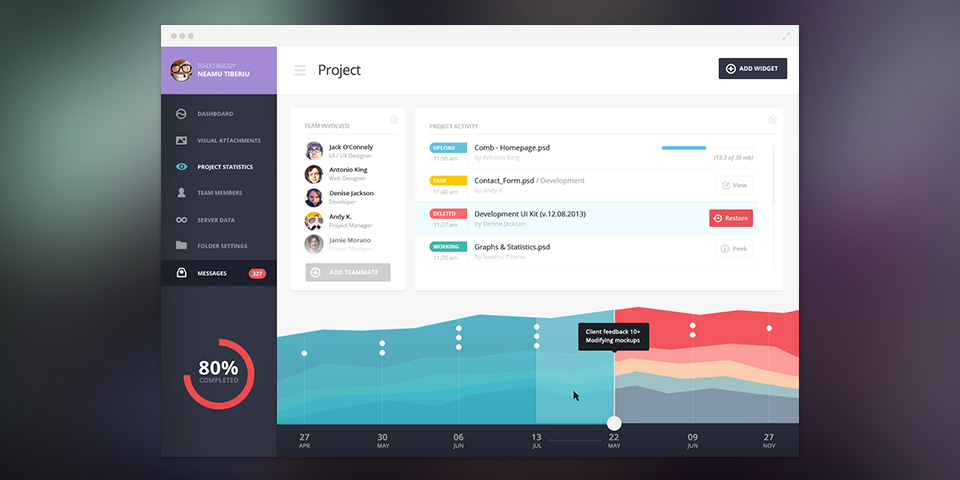 TO-DO BUDDY
NEAMU TIBERIU
Project
ADD WIDGET
DASHBOARD
VISUAL ATTACHMENTS
PROJECT STATISTICS
TEAM MEMBERS
SERVER DATA
FOLDER SETTINGS
MESSAGES 327
80%
COMPLETED
TEAM INVOLVED
Jack O'Connely
UI / UX Designer
Antonio King
Web Designer
Denise Jackson
Developer
Andy K.
Project Manager
Jamie Morano
Project Manager
ADD TEAMMATE
PROJECT ACTIVITY
UPLOAD Comb - Homepage.psd
11:50 am by Antonio King (12.3 of 30 mb)
TASK Contact_Form.psd / Development View
11:40 am by Andy K
DELETED Development UI Kit (v.12.08.2013) Restore
11:27 am by Denise Jackson
WORKING Graphs & Statistics.psd Peek
11:20 am by Neamu Tiberiu
Client feedback 10+
Modifying mockups
27 30 06 13 22 09 27
APR MAY JUN JUL MAY JUN NOV